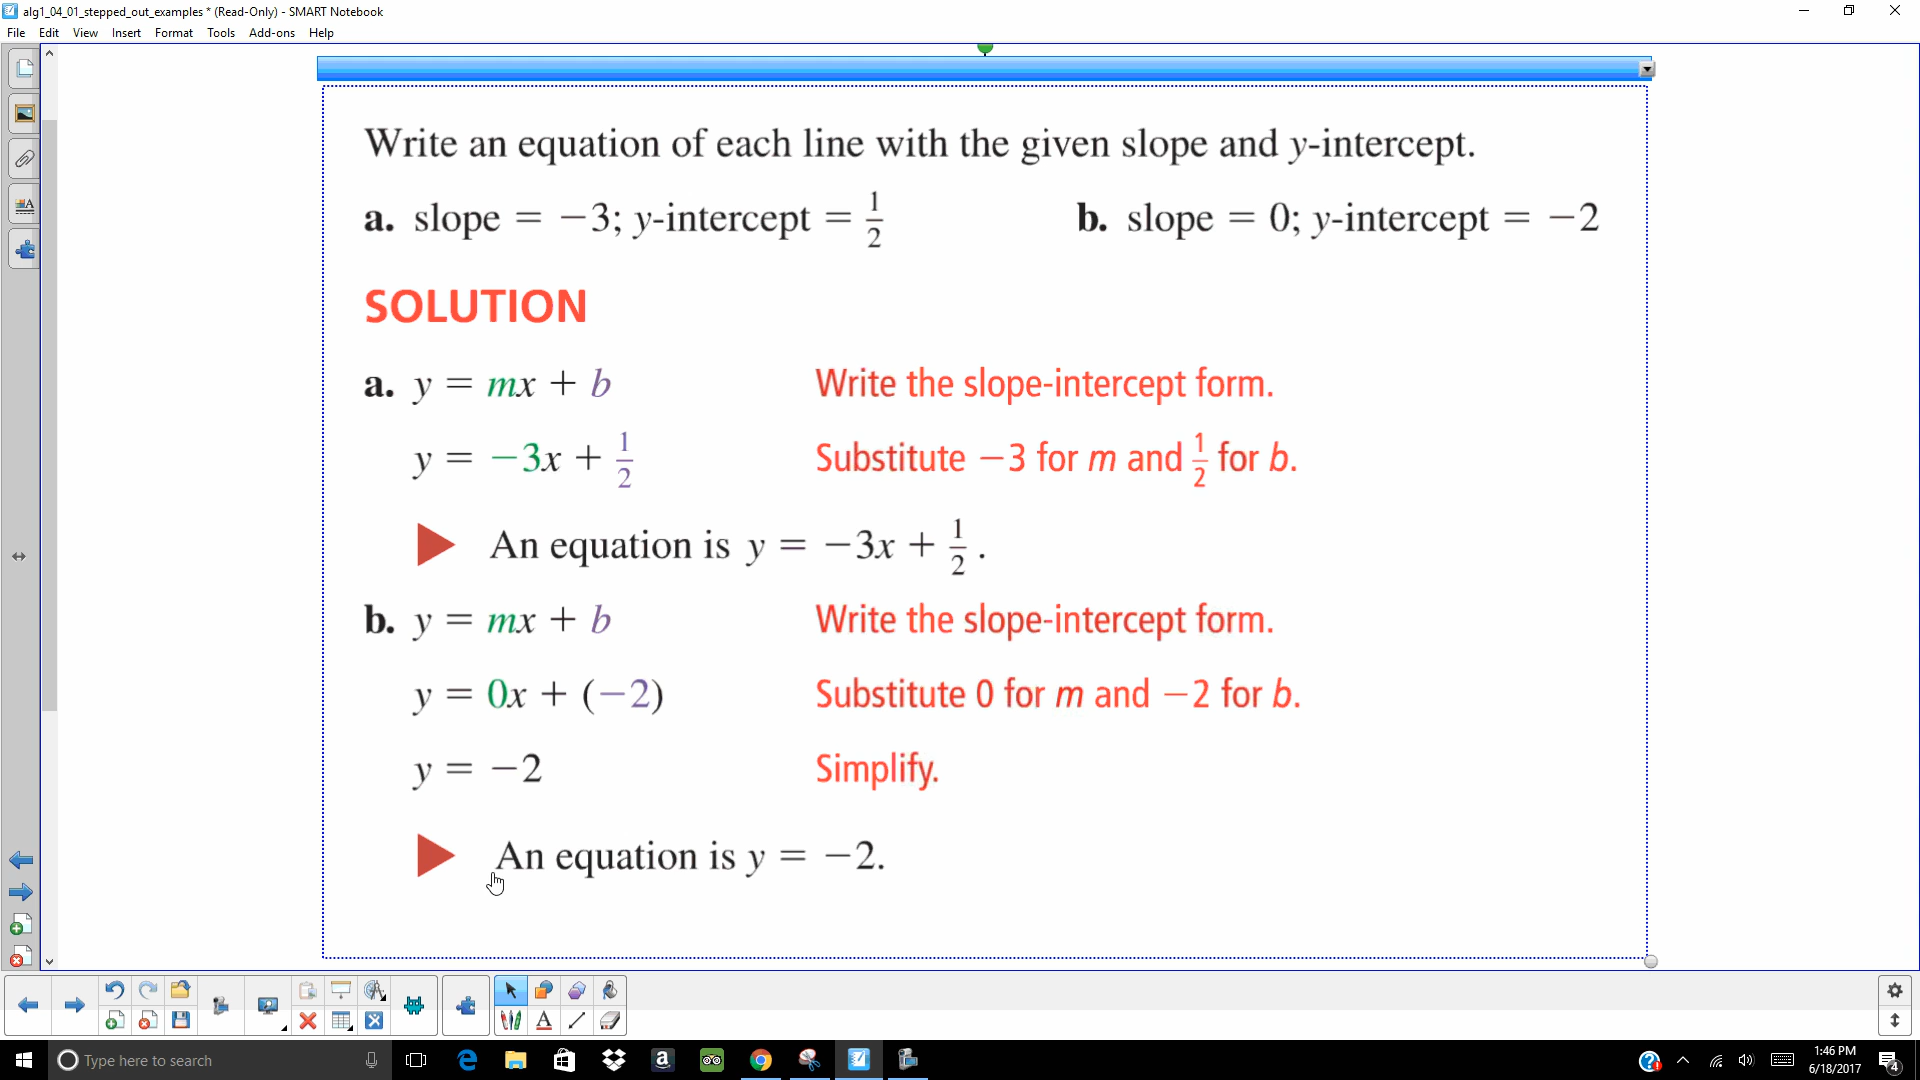 alg1_04_01_stepped_out_examples * (Read-Only) - SMART Notebook
File Edit View Insert Format Tools Add-ons Help
Write an equation of each line with the given slope and y-intercept.
a. slope = −3; y-intercept = 1/2 b. slope = 0; y-intercept = −2
SOLUTION
a. y = mx + b Write the slope-intercept form.
y = −3x + 1/2 Substitute −3 for m and 1/2 for b.
An equation is y = −3x + 1/2 .
b. y = mx + b Write the slope-intercept form.
y = 0x + (−2) Substitute 0 for m and −2 for b.
y = −2 Simplify.
An equation is y = −2.
Type here to search
1:46 PM
6/18/2017
4